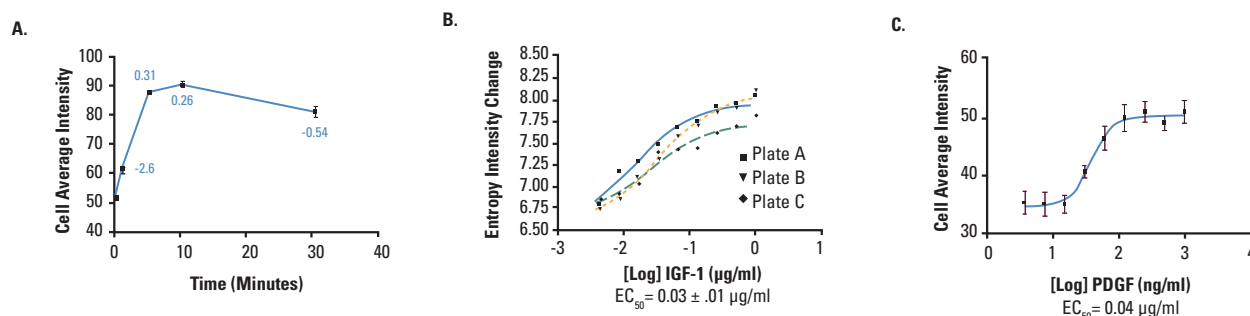 A.
Cell Average Intensity
100
90
80
70
60
50
40
0.31
0.26
-0.54
-2.6
0
10
20
30
40
Time (Minutes)
B.
Entropy Intensity Change
8.50
8.25
8.00
7.75
7.50
7.25
7.00
6.75
6.50
Plate A
Plate B
Plate C
-3
-2
-1
0
1
[Log] IGF-1 (µg/ml)
EC50= 0.03 ± .01 µg/ml
C.
Cell Average Intensity
60
50
40
30
0
1
2
3
4
[Log] PDGF (ng/ml)
EC50= 0.04 µg/ml